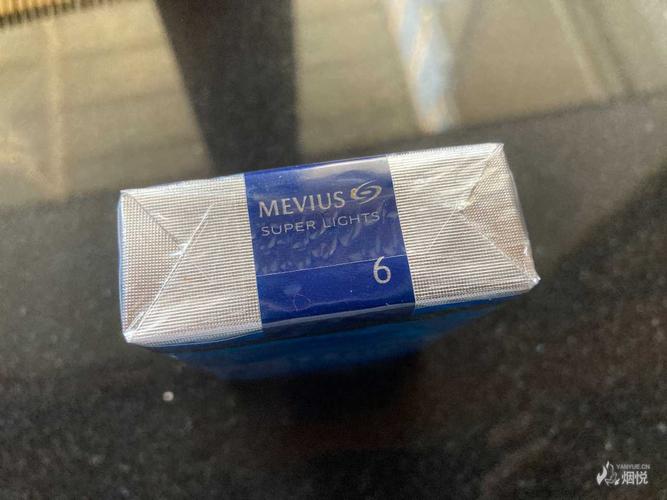 MEVIUS
SUPER LIGHTS
6
YANYUE.CN
烟悦